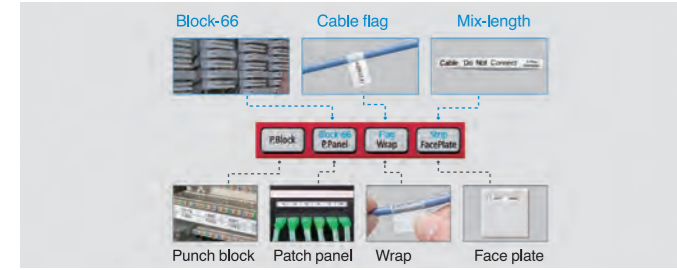 Block-66 Cable flag Mix-length
Cable Do Not Connect
P.Block Block-66 Flag Strip
P.Panel Wrap FacePlate
Punch block Patch panel Wrap Face plate